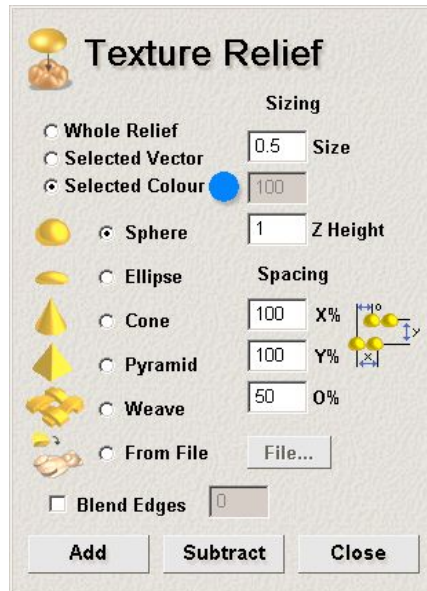 Texture Relief
Sizing
Whole Relief
Selected Vector
Selected Colour
0.5 Size
100
1 Z Height
Sphere
Ellipse
Cone
Pyramid
Weave
From File
Spacing
100 X%
100 Y%
50 O%
File...
o
y
x
Blend Edges 0
Add Subtract Close